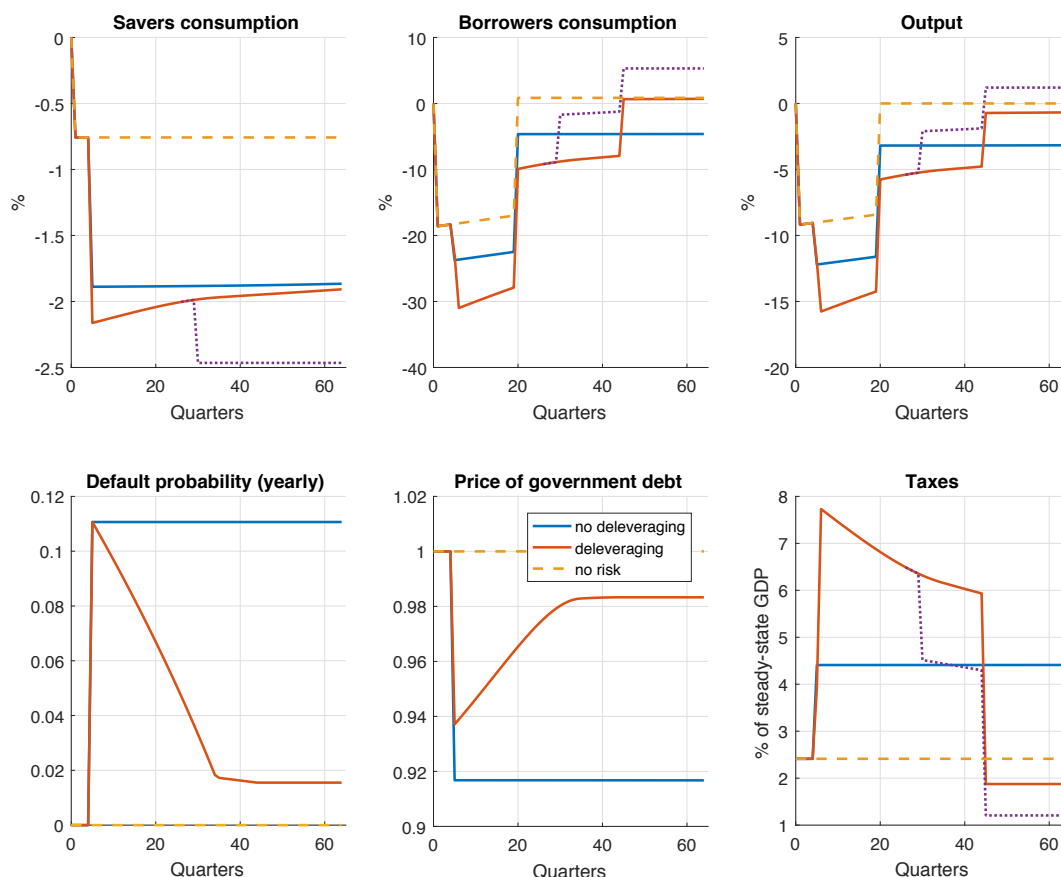 Savers consumption
0
-0.5
-1
-1.5
-2
-2.5
%
0 20 40 60
Quarters
Borrowers consumption
10
0
-10
-20
-30
-40
%
0 20 40 60
Quarters
Output
5
0
-5
-10
-15
-20
%
0 20 40 60
Quarters
Default probability (yearly)
0.12
0.1
0.08
0.06
0.04
0.02
0
0 20 40 60
Quarters
Price of government debt
1.02
1
0.98
0.96
0.94
0.92
0.9
no deleveraging
deleveraging
no risk
0 20 40 60
Quarters
Taxes
8
7
6
5
4
3
2
1
% of steady-state GDP
0 20 40 60
Quarters